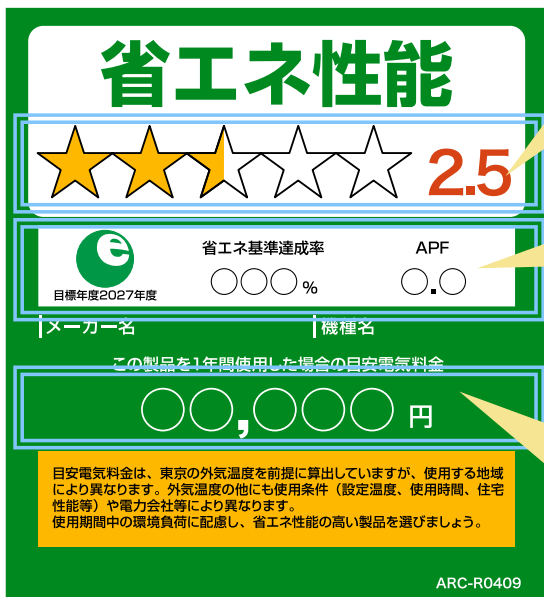 省エネ性能
2.5
e
省エネ基準達成率 APF
○○○% ○.○
目標年度2027年度
メーカー名 機種名
この製品を1年間使用した場合の目安電気料金
○○,○○○円
目安電気料金は、東京の外気温度を前提に算出していますが、使用する地域
により異なります。外気温度の他にも使用条件（設定温度、使用時間、住宅
性能等）や電力会社等により異なります。
使用期間中の環境負荷に配慮し、省エネ性能の高い製品を選びましょう。
ARC-R0409